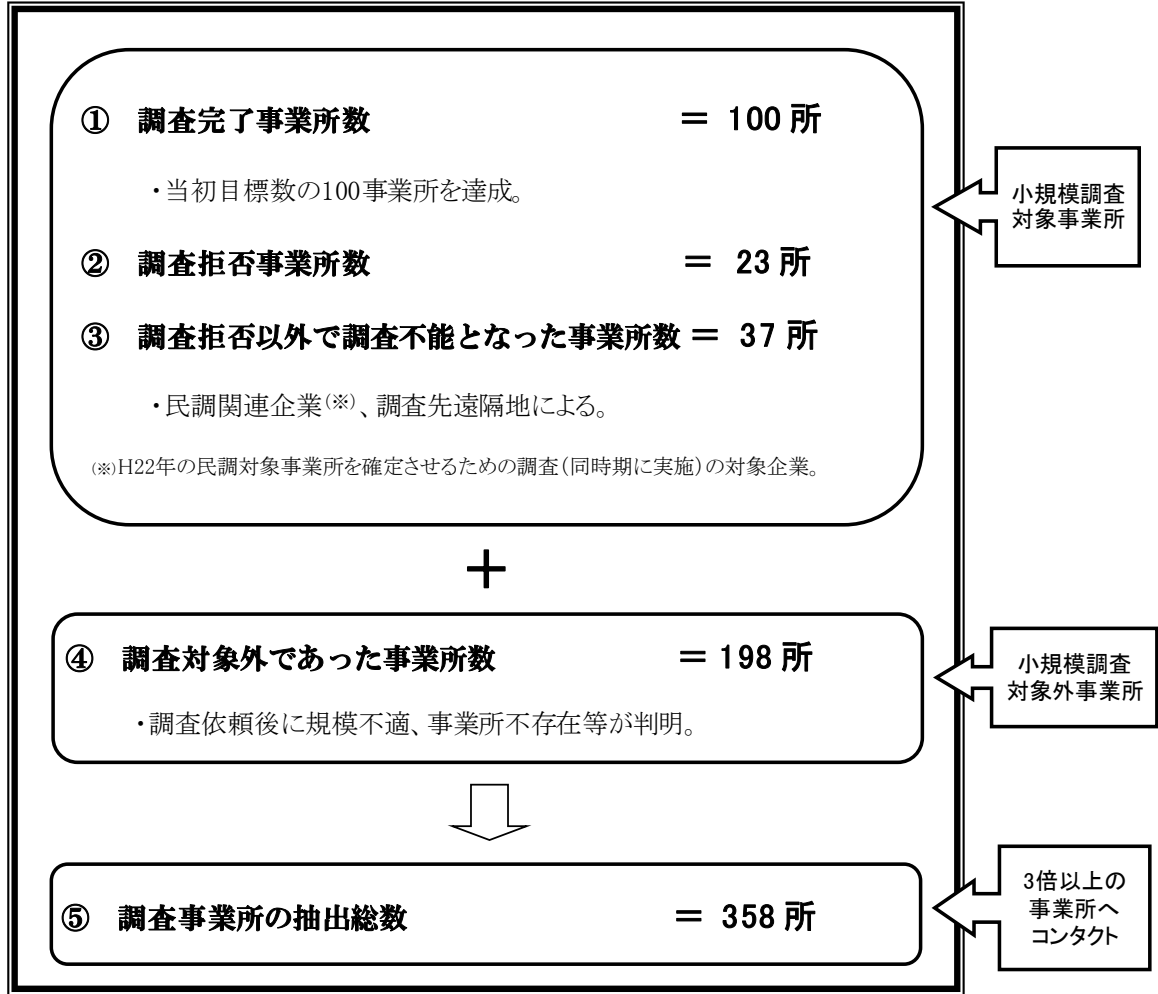 ① 調査完了事業所数 = 100 所
・当初目標数の100事業所を達成。
② 調査拒否事業所数 = 23 所
③ 調査拒否以外で調査不能となった事業所数 = 37 所
・民調関連企業(※)、調査先遠隔地による。
(※)H22年の民調対象事業所を確定させるための調査(同時期に実施)の対象企業。
小規模調査
対象事業所
+
④ 調査対象外であった事業所数 = 198 所
・調査依頼後に規模不適、事業所不存在等が判明。
小規模調査
対象外事業所
⑤ 調査事業所の抽出総数 = 358 所
3倍以上の
事業所へ
コンタクト